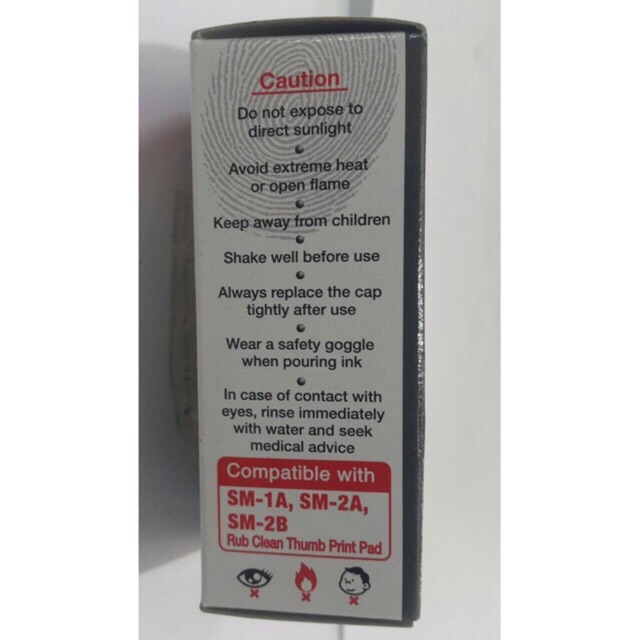 Caution
Do not expose to
direct sunlight
Avoid extreme heat
or open flame
Keep away from children
Shake well before use
Always replace the cap
tightly after use
Wear a safety goggle
when pouring ink
In case of contact with
eyes, rinse immediately
with water and seek
medical advice
Compatible with
SM-1A, SM-2A,
SM-2B
Rub Clean Thumb Print Pad